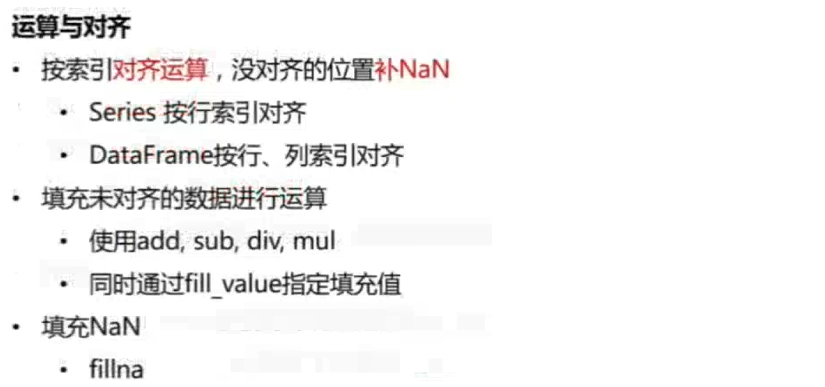 运算与对齐
• 按索引对齐运算，没对齐的位置补NaN
• Series 按行索引对齐
• DataFrame按行、列索引对齐
• 填充未对齐的数据进行运算
• 使用add, sub, div, mul
• 同时通过fill_value指定填充值
• 填充NaN
• fillna